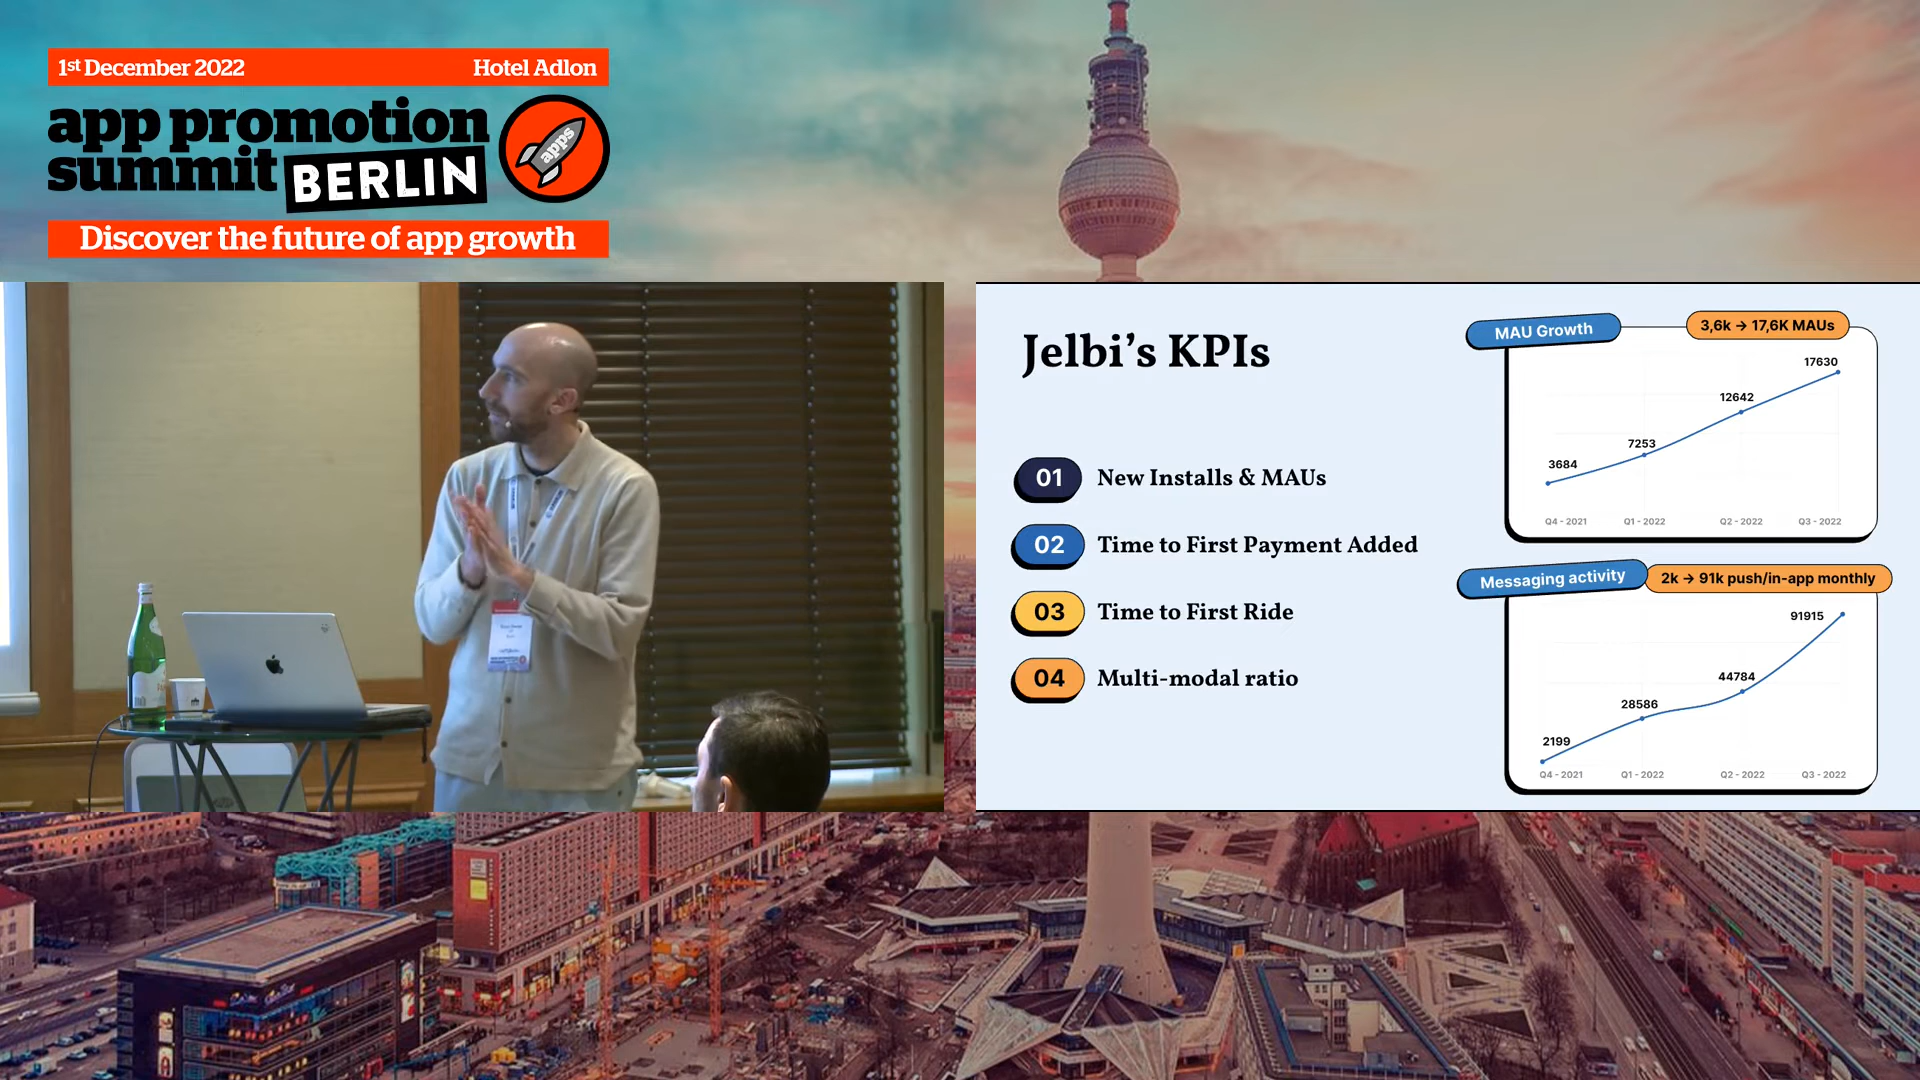 1st December 2022 Hotel Adlon
app promotion
summit BERLIN
apps
Discover the future of app growth
Jelbi's KPIs
01 New Installs & MAUs
02 Time to First Payment Added
03 Time to First Ride
04 Multi-modal ratio
MAU Growth 3,6k → 17,6K MAUs
17630
12642
7253
3684
Q4 - 2021 Q1 - 2022 Q2 - 2022 Q3 - 2022
Messaging activity 2k → 91k push/in-app monthly
91915
44784
28586
2199
Q4 - 2021 Q1 - 2022 Q2 - 2022 Q3 - 2022